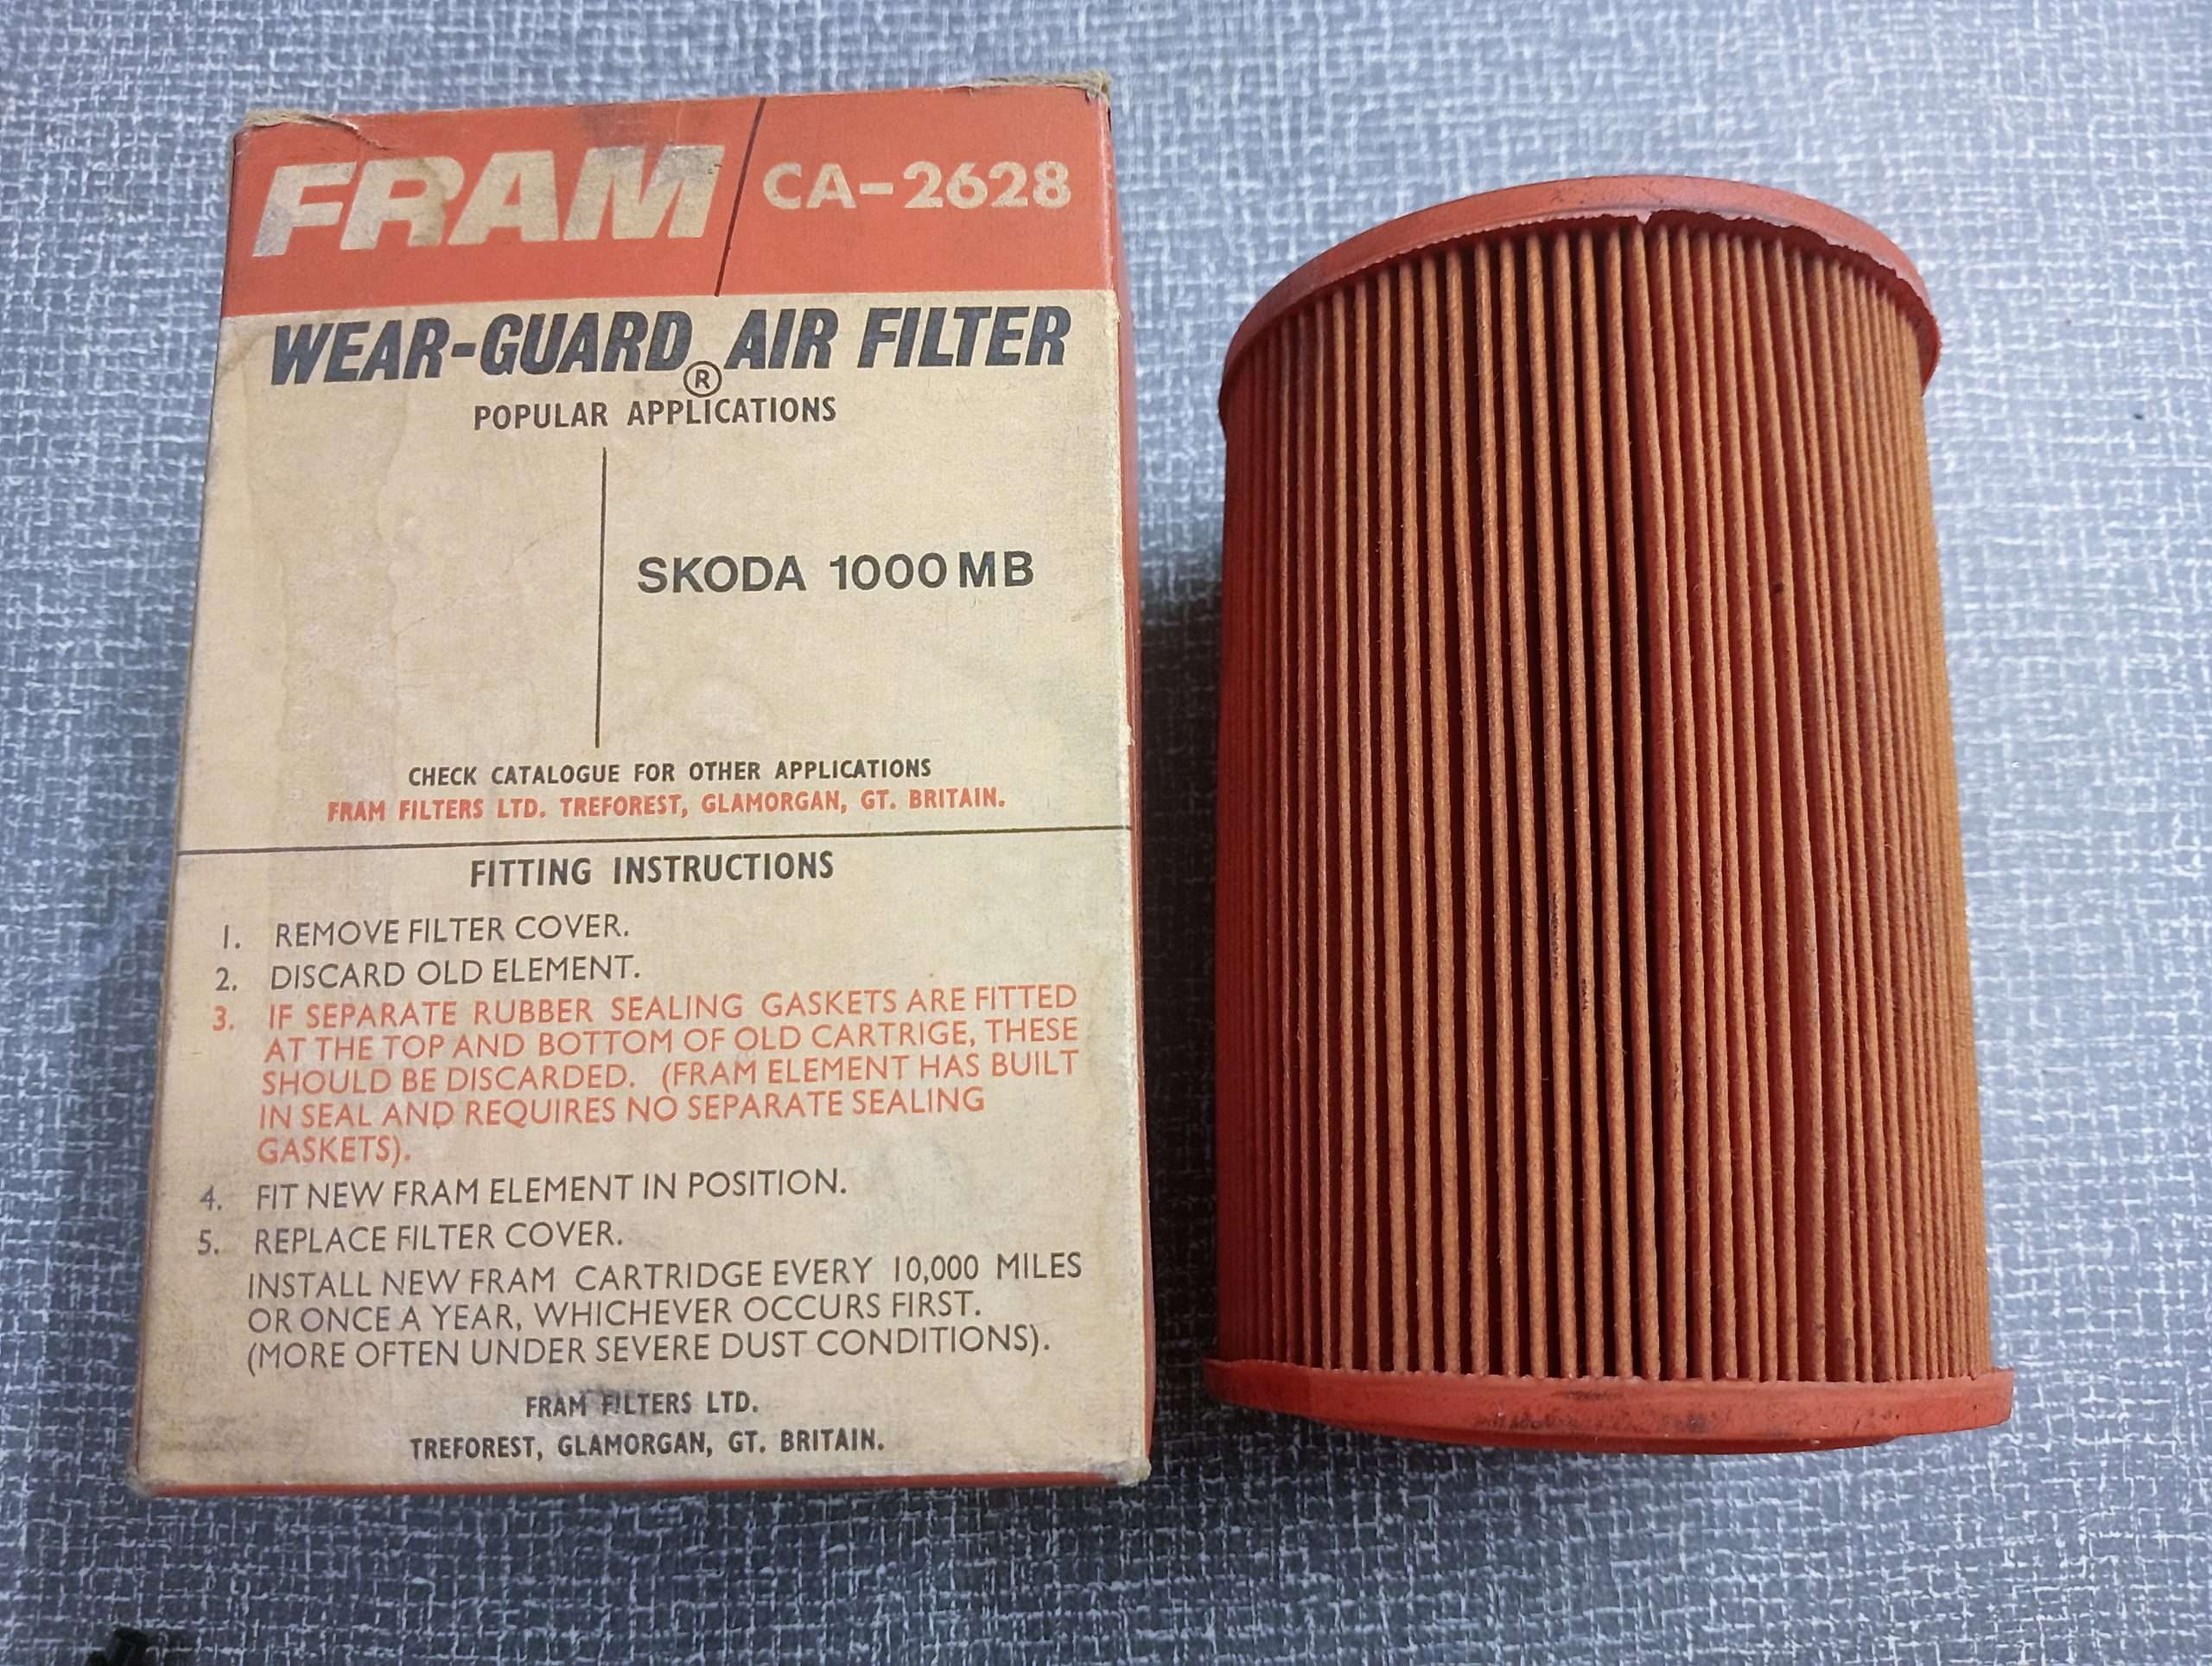 FRAM CA-2628
WEAR-GUARD® AIR FILTER
POPULAR APPLICATIONS
SKODA 1000 MB
CHECK CATALOGUE FOR OTHER APPLICATIONS
FRAM FILTERS LTD. TREFOREST, GLAMORGAN, GT. BRITAIN.
FITTING INSTRUCTIONS
1. REMOVE FILTER COVER.
2. DISCARD OLD ELEMENT.
3. IF SEPARATE RUBBER SEALING GASKETS ARE FITTED
AT THE TOP AND BOTTOM OF OLD CARTRIGE, THESE
SHOULD BE DISCARDED. (FRAM ELEMENT HAS BUILT
IN SEAL AND REQUIRES NO SEPARATE SEALING
GASKETS).
4. FIT NEW FRAM ELEMENT IN POSITION.
5. REPLACE FILTER COVER.
INSTALL NEW FRAM CARTRIDGE EVERY 10,000 MILES
OR ONCE A YEAR, WHICHEVER OCCURS FIRST.
(MORE OFTEN UNDER SEVERE DUST CONDITIONS).
FRAM FILTERS LTD.
TREFOREST, GLAMORGAN, GT. BRITAIN.